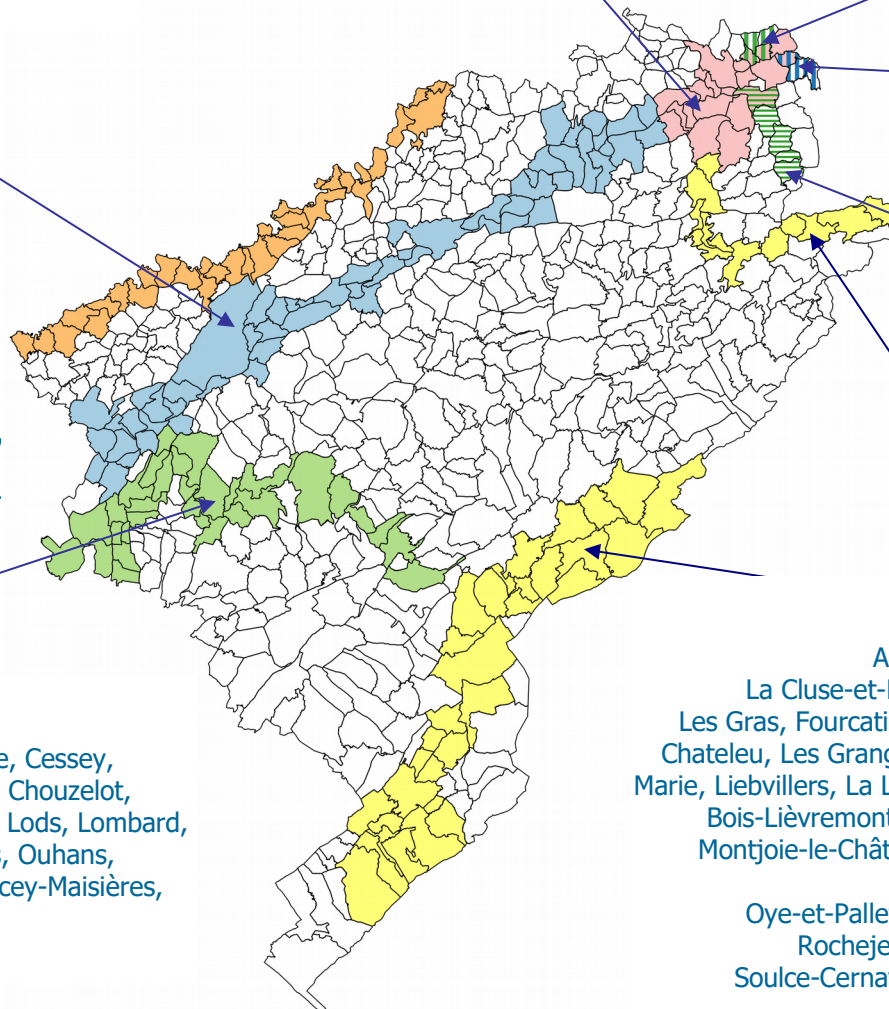 e, Cessey,
Chouzelot,
Lods, Lombard,
, Ouhans,
cey-Maisières,
A
La Cluse-et-
Les Gras, Fourcati
Chateleu, Les Grang
Marie, Liebvillers, La L
Bois-Lièvremont
Montjoie-le-Chât
Oye-et-Palle
Rocheje
Soulce-Cerna